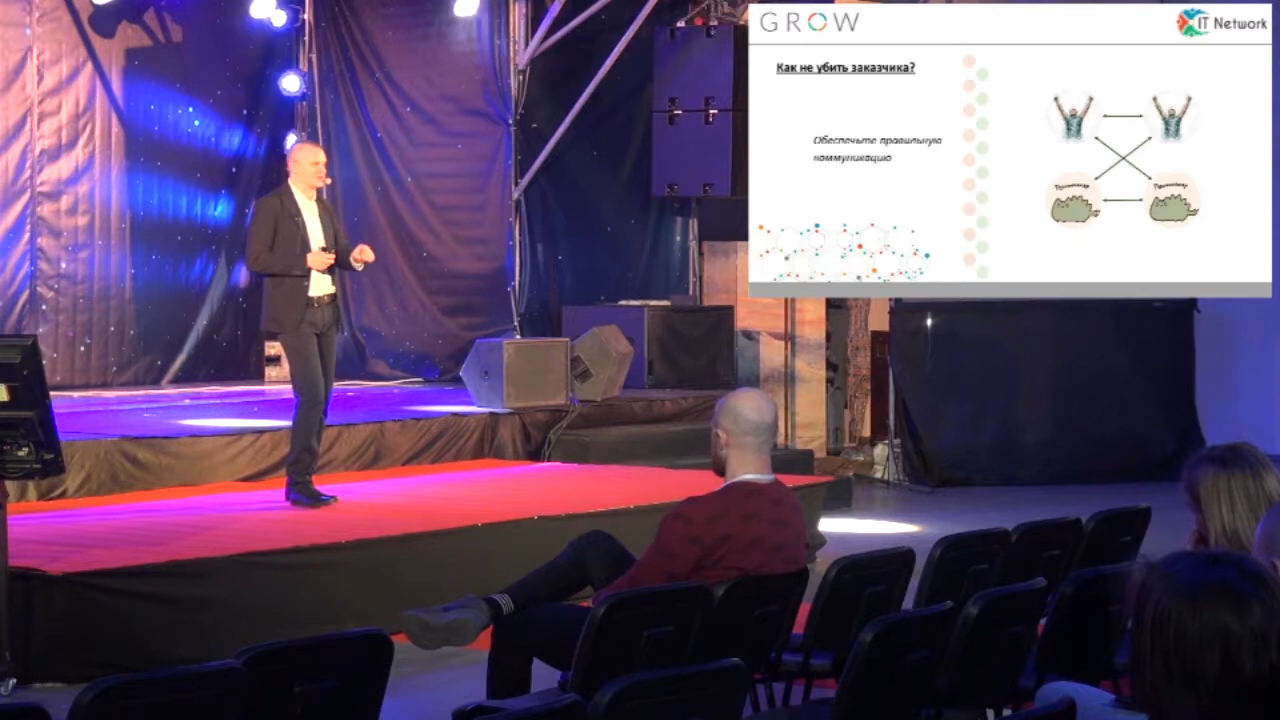 GROW
IT Network
Как не убить заказчика?
Обеспечьте правильную
коммуникацию